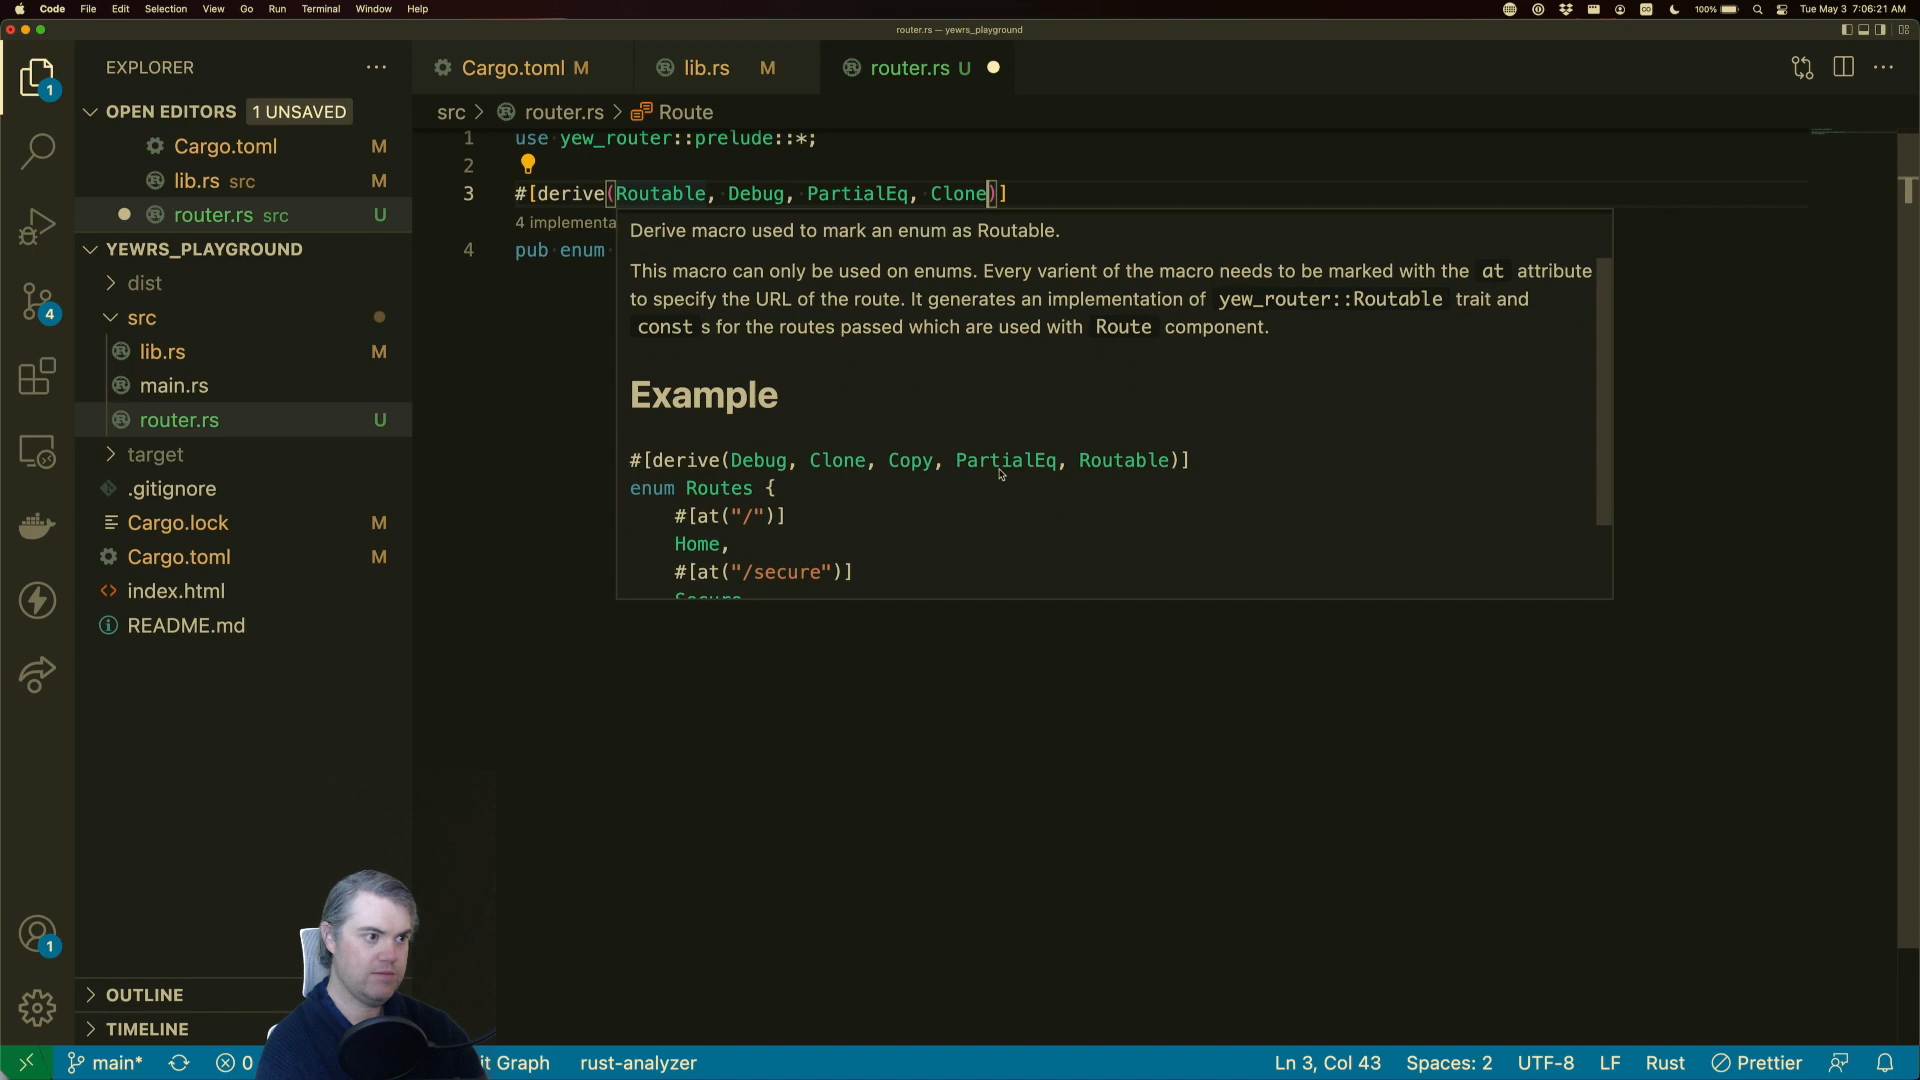 Code File Edit Selection View Go Run Terminal Window Help
100% Tue May 3 7:06:21 AM
router.rs — yewrs_playground
EXPLORER
OPEN EDITORS 1 UNSAVED
Cargo.toml M
lib.rs src M
router.rs src U
YEWRS_PLAYGROUND
dist
src
lib.rs M
main.rs
router.rs U
target
.gitignore
Cargo.lock M
Cargo.toml M
index.html
README.md
OUTLINE
TIMELINE
1
4
1
Cargo.toml M lib.rs M router.rs U
src > router.rs > Route
1 use yew_router::prelude::*;
2
3 #[derive(Routable, Debug, PartialEq, Clone)]
4 implementa
4 pub enum
Derive macro used to mark an enum as Routable.
This macro can only be used on enums. Every varient of the macro needs to be marked with the at attribute
to specify the URL of the route. It generates an implementation of yew_router::Routable trait and
const s for the routes passed which are used with Route component.
Example
#[derive(Debug, Clone, Copy, PartialEq, Routable)]
enum Routes {
#[at("/")]
Home,
#[at("/secure")]
Secure
main* 0 it Graph rust-analyzer Ln 3, Col 43 Spaces: 2 UTF-8 LF Rust Prettier